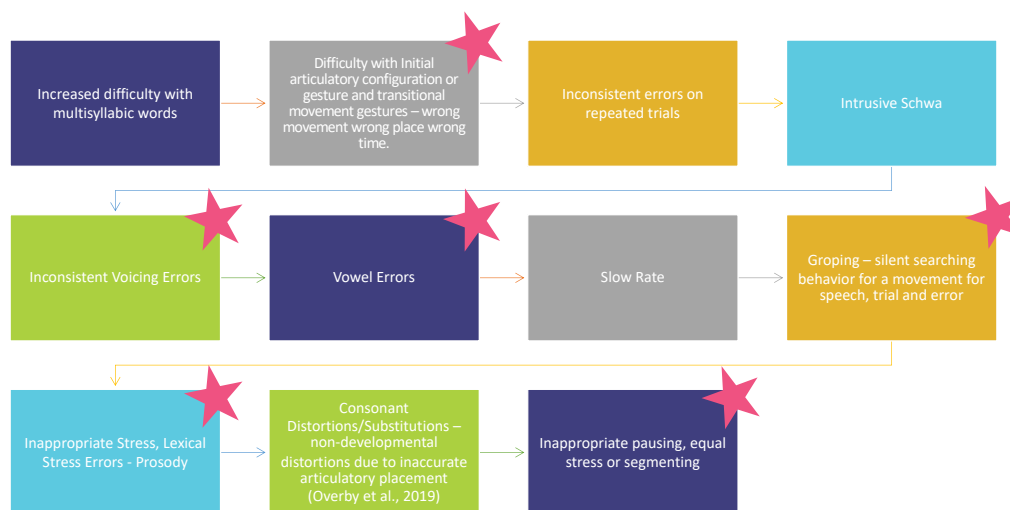 Increased difficulty with
multisyllabic words
Difficulty with Initial
articulatory configuration or
gesture and transitional
movement gestures – wrong
movement wrong place wrong
time.
Inconsistent errors on
repeated trials
Intrusive Schwa
Inconsistent Voicing Errors
Vowel Errors
Slow Rate
Groping – silent searching
behavior for a movement for
speech, trial and error
Inappropriate Stress, Lexical
Stress Errors - Prosody
Consonant
Distortions/Substitutions –
non-developmental
distortions due to inaccurate
articulatory placement
(Overby et al., 2019)
Inappropriate pausing, equal
stress or segmenting